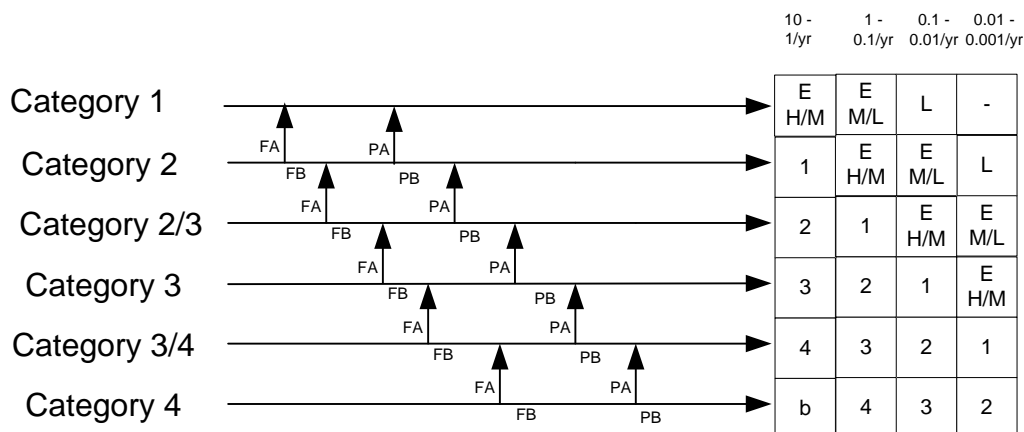 10 - 1 - 0.1 - 0.01 -
1/yr 0.1/yr 0.01/yr 0.001/yr
Category 1
E E L -
H/M M/L
FA PA
Category 2
FB PB
1 E E L
H/M M/L
FA PA
Category 2/3
FB PB
2 1 E E
H/M M/L
FA PA
Category 3
FB PB
3 2 1 E
H/M
FA PA
Category 3/4
FB PB
4 3 2 1
FA PA
Category 4
FB PB
b 4 3 2